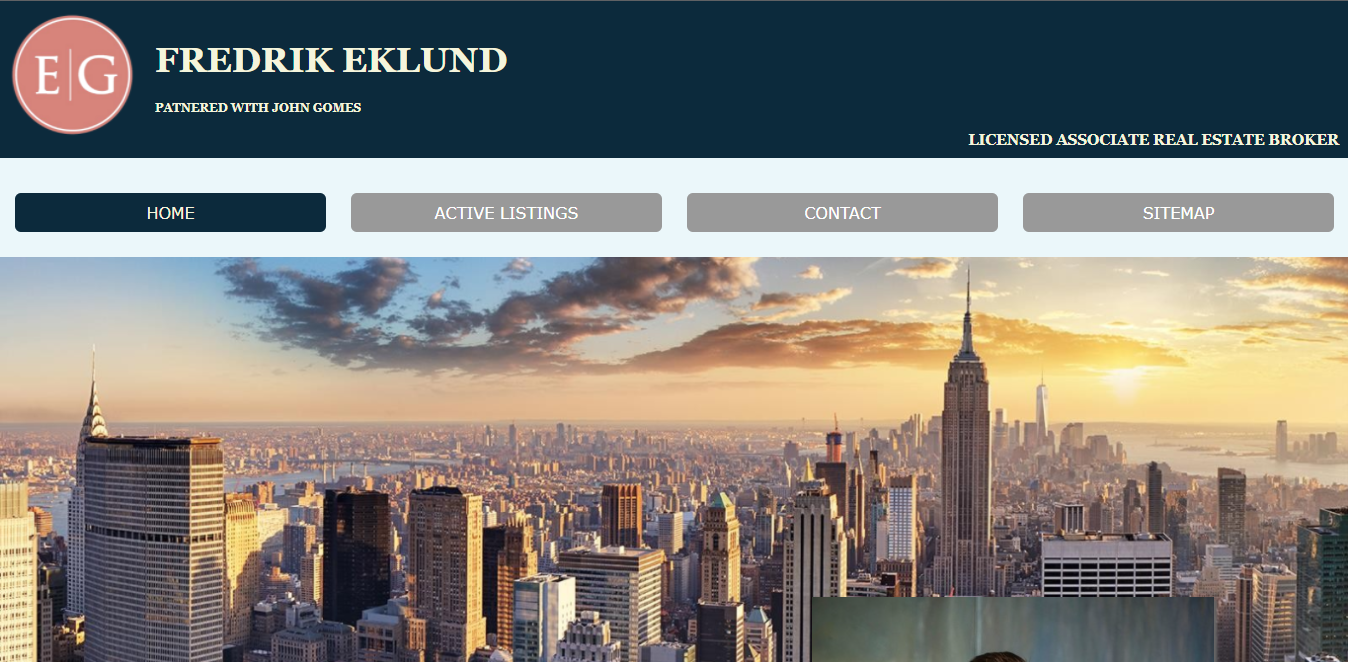 E|G
FREDRIK EKLUND
PATNERED WITH JOHN GOMES
LICENSED ASSOCIATE REAL ESTATE BROKER
HOME
ACTIVE LISTINGS
CONTACT
SITEMAP